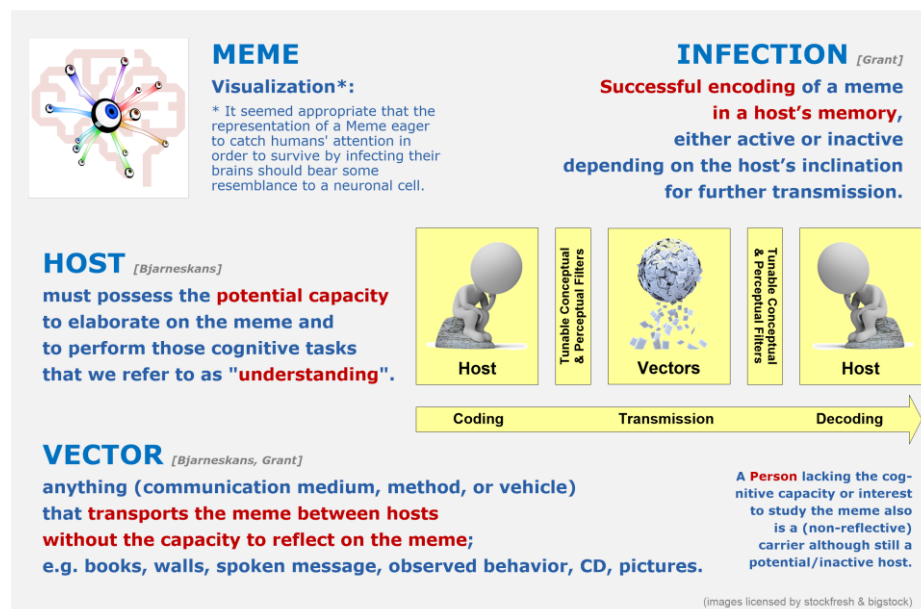 MEME
Visualization*:
* It seemed appropriate that the
representation of a Meme eager
to catch humans' attention in
order to survive by infecting their
brains should bear some
resemblance to a neuronal cell.
INFECTION [Grant]
Successful encoding of a meme
in a host's memory,
either active or inactive
depending on the host's inclination
for further transmission.
HOST [Bjarneskans]
must possess the potential capacity
to elaborate on the meme and
to perform those cognitive tasks
that we refer to as "understanding".
Host
Tunable Conceptual
& Perceptual Filters
Vectors
Tunable Conceptual
& Perceptual Filters
Host
Coding
Transmission
Decoding
VECTOR [Bjarneskans, Grant]
anything (communication medium, method, or vehicle)
that transports the meme between hosts
without the capacity to reflect on the meme;
e.g. books, walls, spoken message, observed behavior, CD, pictures.
A Person lacking the cog-
nitive capacity or interest
to study the meme also
is a (non-reflective)
carrier although still a
potential/inactive host.
(images licensed by stockfresh & bigstock)